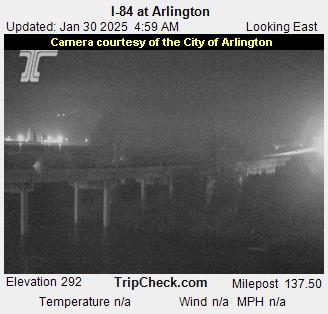 I-84 at Arlington
Updated: Jan 30 2025 4:59 AM Looking East
Camera courtesy of the City of Arlington
Elevation 292 TripCheck.com Milepost 137.50
Temperature n/a Wind n/a MPH n/a